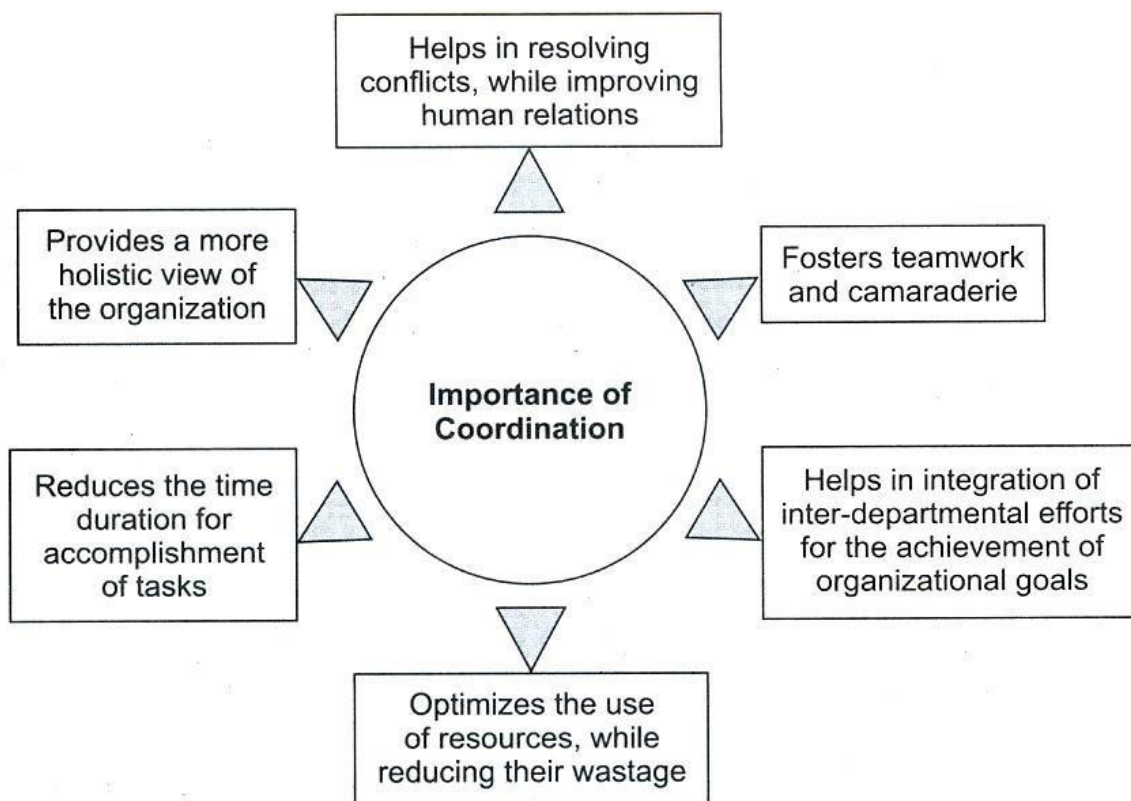 Helps in resolving
conflicts, while improving
human relations
Provides a more
holistic view of
the organization
Fosters teamwork
and camaraderie
Importance of
Coordination
Reduces the time
duration for
accomplishment
of tasks
Helps in integration of
inter-departmental efforts
for the achievement of
organizational goals
Optimizes the use
of resources, while
reducing their wastage